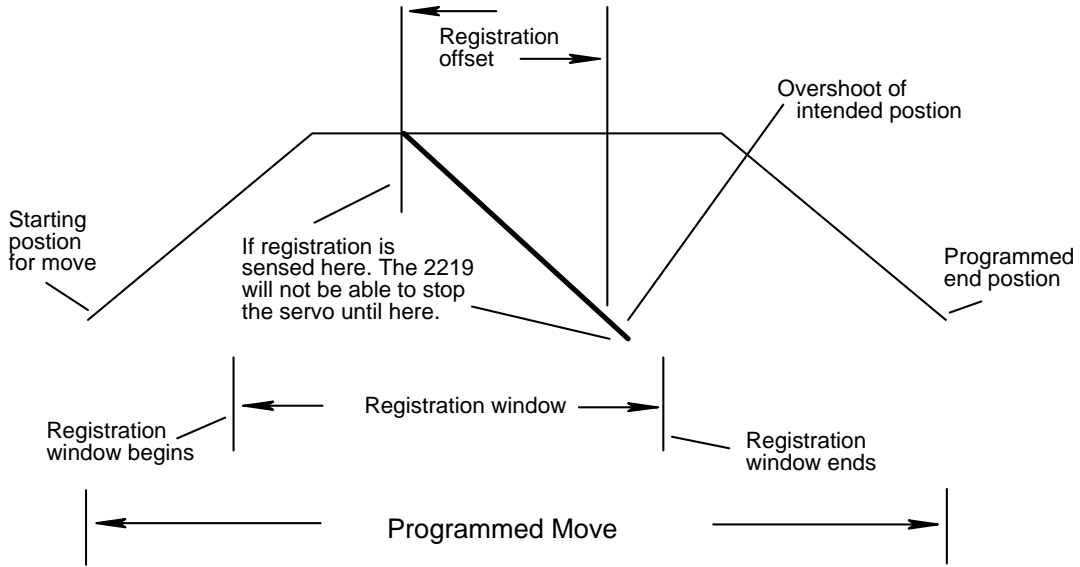 Registration
offset
Overshoot of
intended postion
Starting
postion
for move
If registration is
sensed here. The 2219
will not be able to stop
the servo until here.
Programmed
end postion
Registration window
Registration
window begins
Registration
window ends
Programmed Move